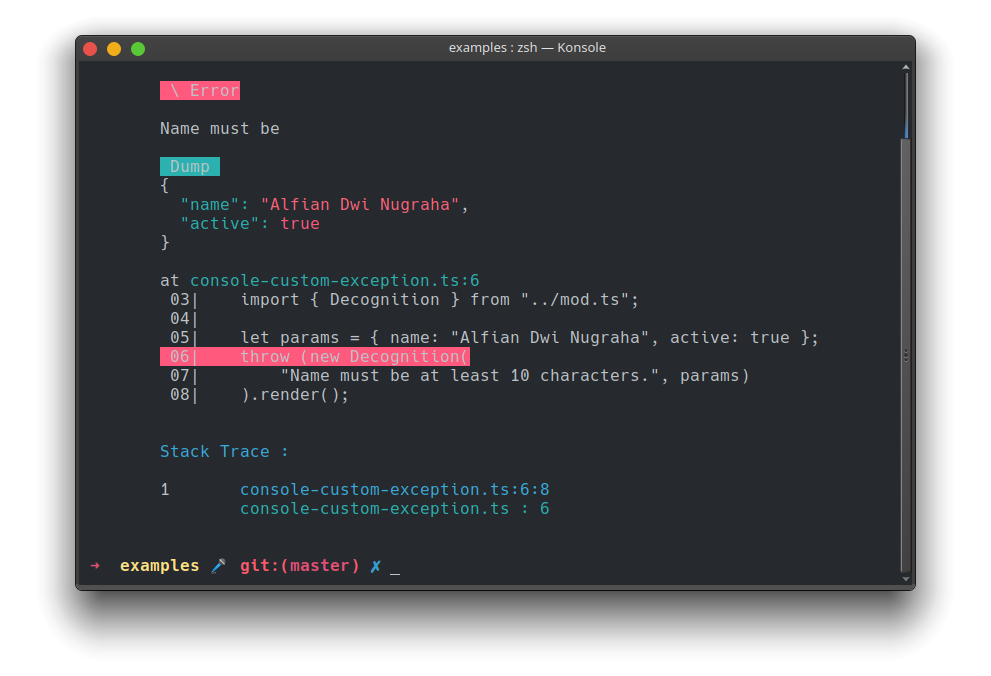 examples : zsh — Konsole
\ Error
Name must be
Dump
{
"name": "Alfian Dwi Nugraha",
"active": true
}
at console-custom-exception.ts:6
03|    import { Decognition } from "../mod.ts";
04|
05|    let params = { name: "Alfian Dwi Nugraha", active: true };
06|    throw (new Decognition(
07|        "Name must be at least 10 characters.", params)
08|    ).render();
Stack Trace :
1       console-custom-exception.ts:6:8
console-custom-exception.ts : 6
➜  examples 🎤 git:(master) ✗ _